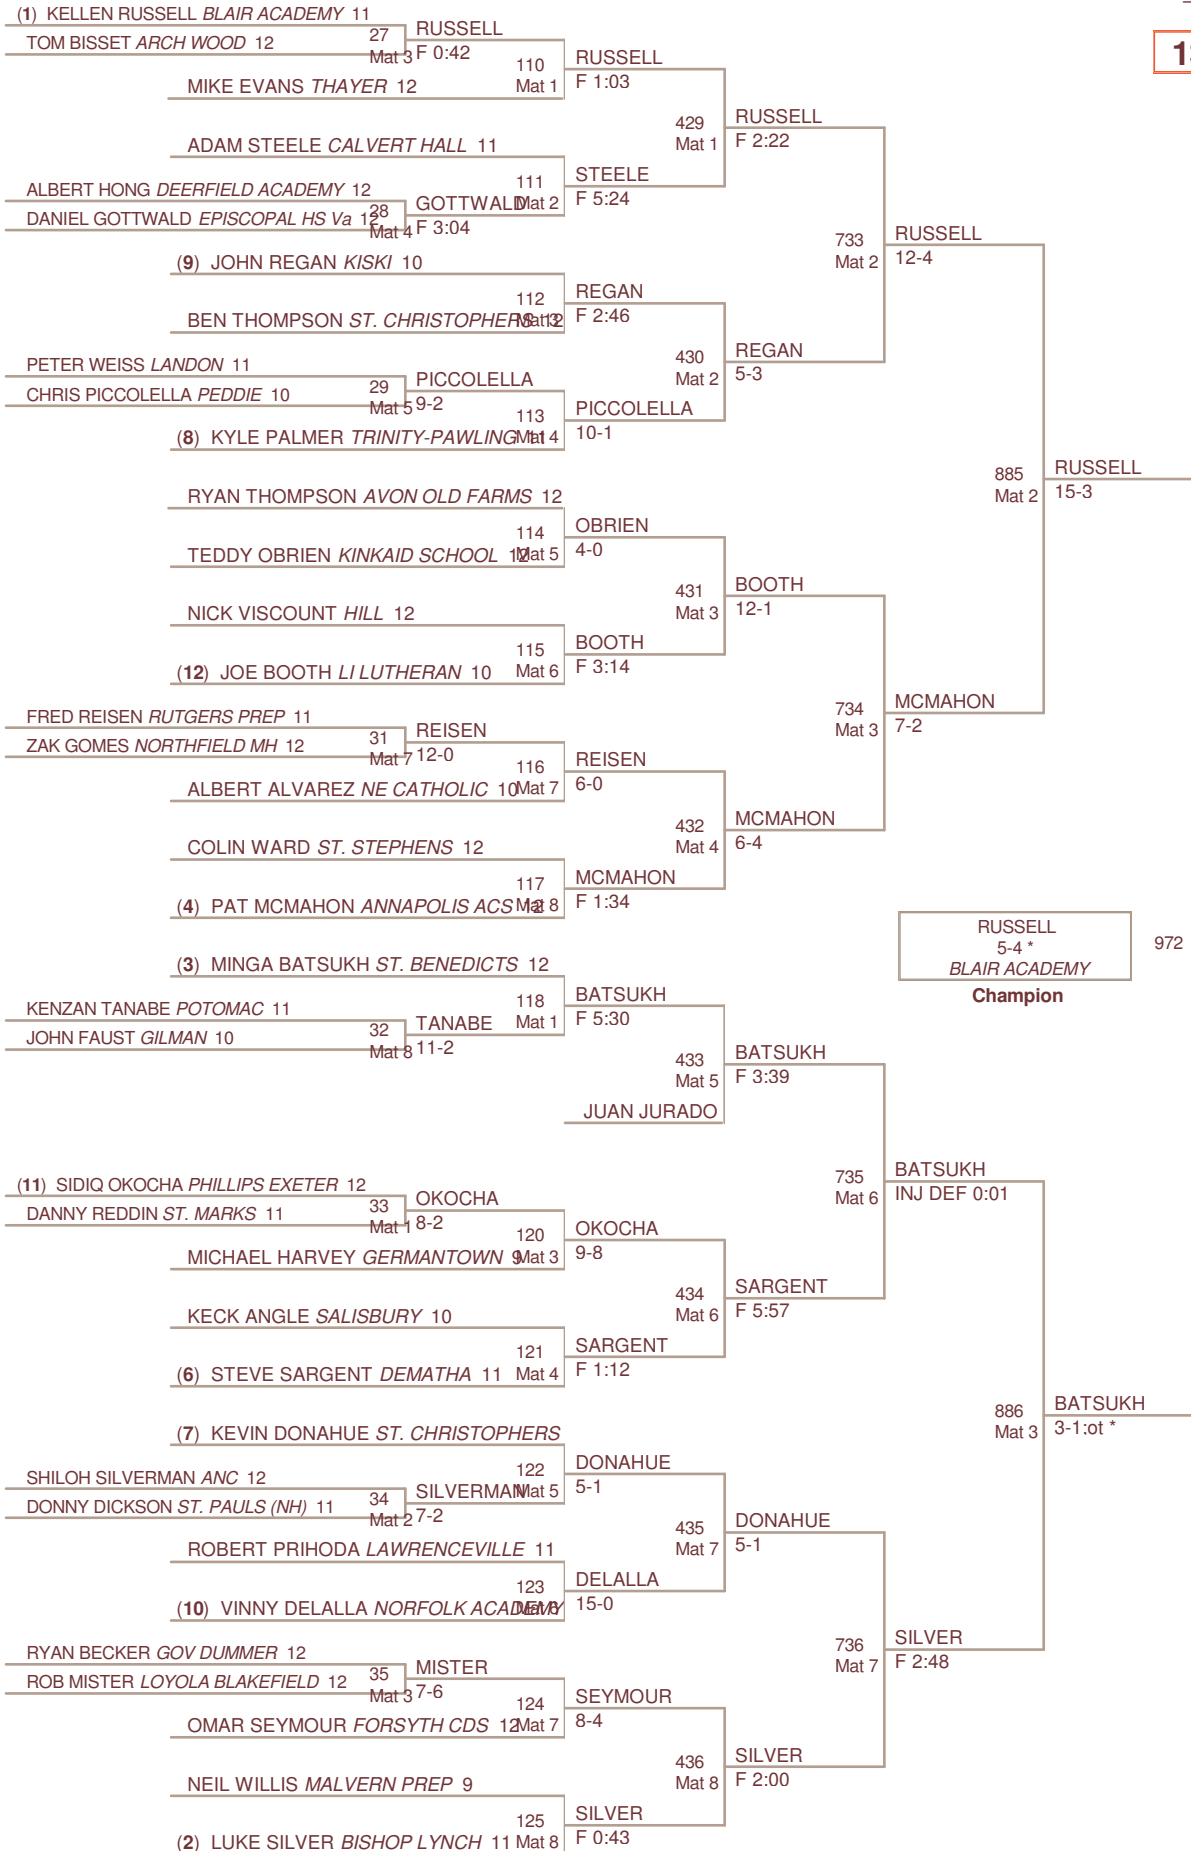 (1) KELLEN RUSSELL BLAIR ACADEMY 11
TOM BISSET ARCH WOOD 12
27
Mat 3
RUSSELL
F 0:42
MIKE EVANS THAYER 12
110
Mat 1
RUSSELL
F 1:03
ADAM STEELE CALVERT HALL 11
ALBERT HONG DEERFIELD ACADEMY 12
DANIEL GOTTWALD EPISCOPAL HS Va 12
28
Mat 4
GOTTWALD
F 3:04
111
Mat 2
STEELE
F 5:24
429
Mat 1
RUSSELL
F 2:22
(9) JOHN REGAN KISKI 10
BEN THOMPSON ST. CHRISTOPHERS 12
112
Mat 3
REGAN
F 2:46
PETER WEISS LANDON 11
CHRIS PICCOLELLA PEDDIE 10
29
Mat 5
PICCOLELLA
9-2
(8) KYLE PALMER TRINITY-PAWLING 11
113
Mat 4
PICCOLELLA
10-1
430
Mat 2
REGAN
5-3
733
Mat 2
RUSSELL
12-4
RYAN THOMPSON AVON OLD FARMS 12
TEDDY OBRIEN KINKAID SCHOOL 12
114
Mat 5
OBRIEN
4-0
NICK VISCOUNT HILL 12
(12) JOE BOOTH LI LUTHERAN 10
115
Mat 6
BOOTH
F 3:14
431
Mat 3
BOOTH
12-1
FRED REISEN RUTGERS PREP 11
ZAK GOMES NORTHFIELD MH 12
31
Mat 7
REISEN
12-0
ALBERT ALVAREZ NE CATHOLIC 10
116
Mat 7
REISEN
6-0
COLIN WARD ST. STEPHENS 12
(4) PAT MCMAHON ANNAPOLIS ACS 12
117
Mat 8
MCMAHON
F 1:34
432
Mat 4
MCMAHON
6-4
734
Mat 3
MCMAHON
7-2
885
Mat 2
RUSSELL
15-3
RUSSELL
5-4 *
BLAIR ACADEMY
Champion
972
(3) MINGA BATSUKH ST. BENEDICTS 12
KENZAN TANABE POTOMAC 11
JOHN FAUST GILMAN 10
32
Mat 8
TANABE
11-2
118
Mat 1
BATSUKH
F 5:30
JUAN JURADO
433
Mat 5
BATSUKH
F 3:39
(11) SIDIQ OKOCHA PHILLIPS EXETER 12
DANNY REDDIN ST. MARKS 11
33
Mat 1
OKOCHA
8-2
MICHAEL HARVEY GERMANTOWN 9
120
Mat 3
OKOCHA
9-8
KECK ANGLE SALISBURY 10
(6) STEVE SARGENT DEMATHA 11
121
Mat 4
SARGENT
F 1:12
434
Mat 6
SARGENT
F 5:57
735
Mat 6
BATSUKH
INJ DEF 0:01
(7) KEVIN DONAHUE ST. CHRISTOPHERS
SHILOH SILVERMAN ANC 12
DONNY DICKSON ST. PAULS (NH) 11
34
Mat 2
SILVERMAN
7-2
122
Mat 5
DONAHUE
5-1
ROBERT PRIHODA LAWRENCEVILLE 11
(10) VINNY DELALLA NORFOLK ACADEMY
123
Mat 6
DELALLA
15-0
435
Mat 7
DONAHUE
5-1
RYAN BECKER GOV DUMMER 12
ROB MISTER LOYOLA BLAKEFIELD 12
35
Mat 3
MISTER
7-6
OMAR SEYMOUR FORSYTH CDS 12
124
Mat 7
SEYMOUR
8-4
NEIL WILLIS MALVERN PREP 9
(2) LUKE SILVER BISHOP LYNCH 11
125
Mat 8
SILVER
F 0:43
436
Mat 8
SILVER
F 2:00
736
Mat 7
SILVER
F 2:48
886
Mat 3
BATSUKH
3-1:ot *